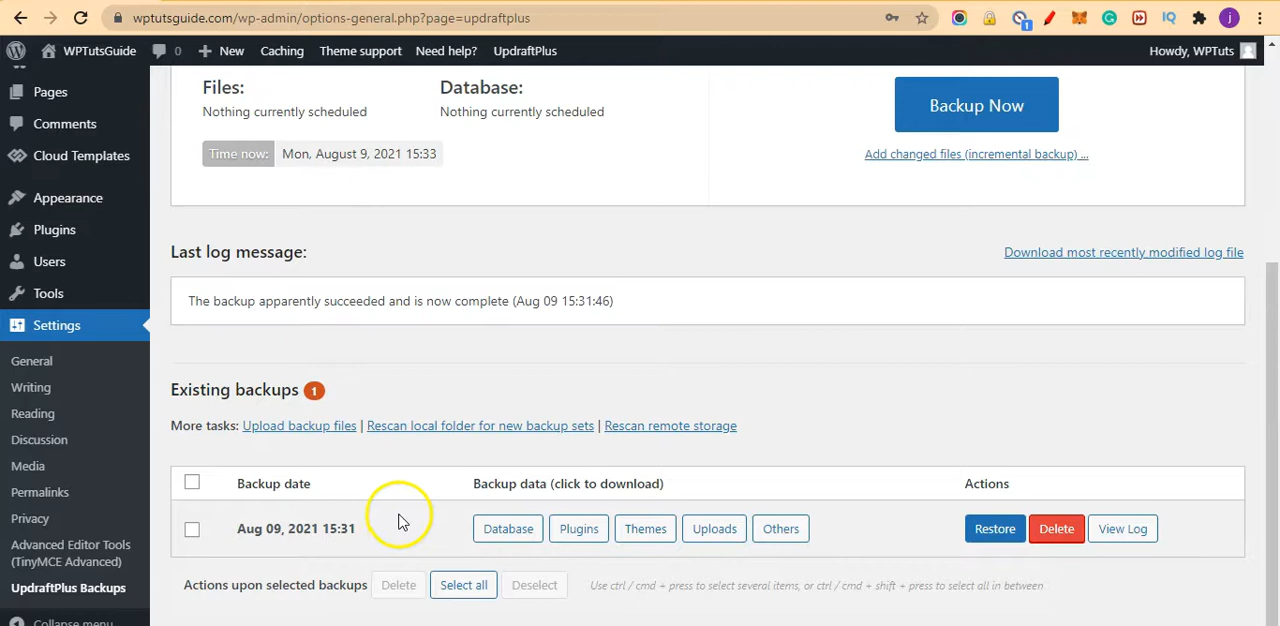 wptutsguide.com/wp-admin/options-general.php?page=updraftplus
WPTutsGuide 0 New Caching Theme support Need help? UpdraftPlus Howdy, WPTuts
Pages
Comments
Cloud Templates
Appearance
Plugins
Users
Tools
Settings
General
Writing
Reading
Discussion
Media
Permalinks
Privacy
Advanced Editor Tools
(TinyMCE Advanced)
UpdraftPlus Backups
Collapse menu
Files: Database:
Nothing currently scheduled Nothing currently scheduled
Time now: Mon, August 9, 2021 15:33
Backup Now
Add changed files (incremental backup) ...
Last log message: Download most recently modified log file
The backup apparently succeeded and is now complete (Aug 09 15:31:46)
Existing backups 1
More tasks: Upload backup files | Rescan local folder for new backup sets | Rescan remote storage
Backup date Backup data (click to download) Actions
Aug 09, 2021 15:31 Database Plugins Themes Uploads Others Restore Delete View Log
Actions upon selected backups Delete Select all Deselect Use ctrl / cmd + press to select several items, or ctrl / cmd + shift + press to select all in between